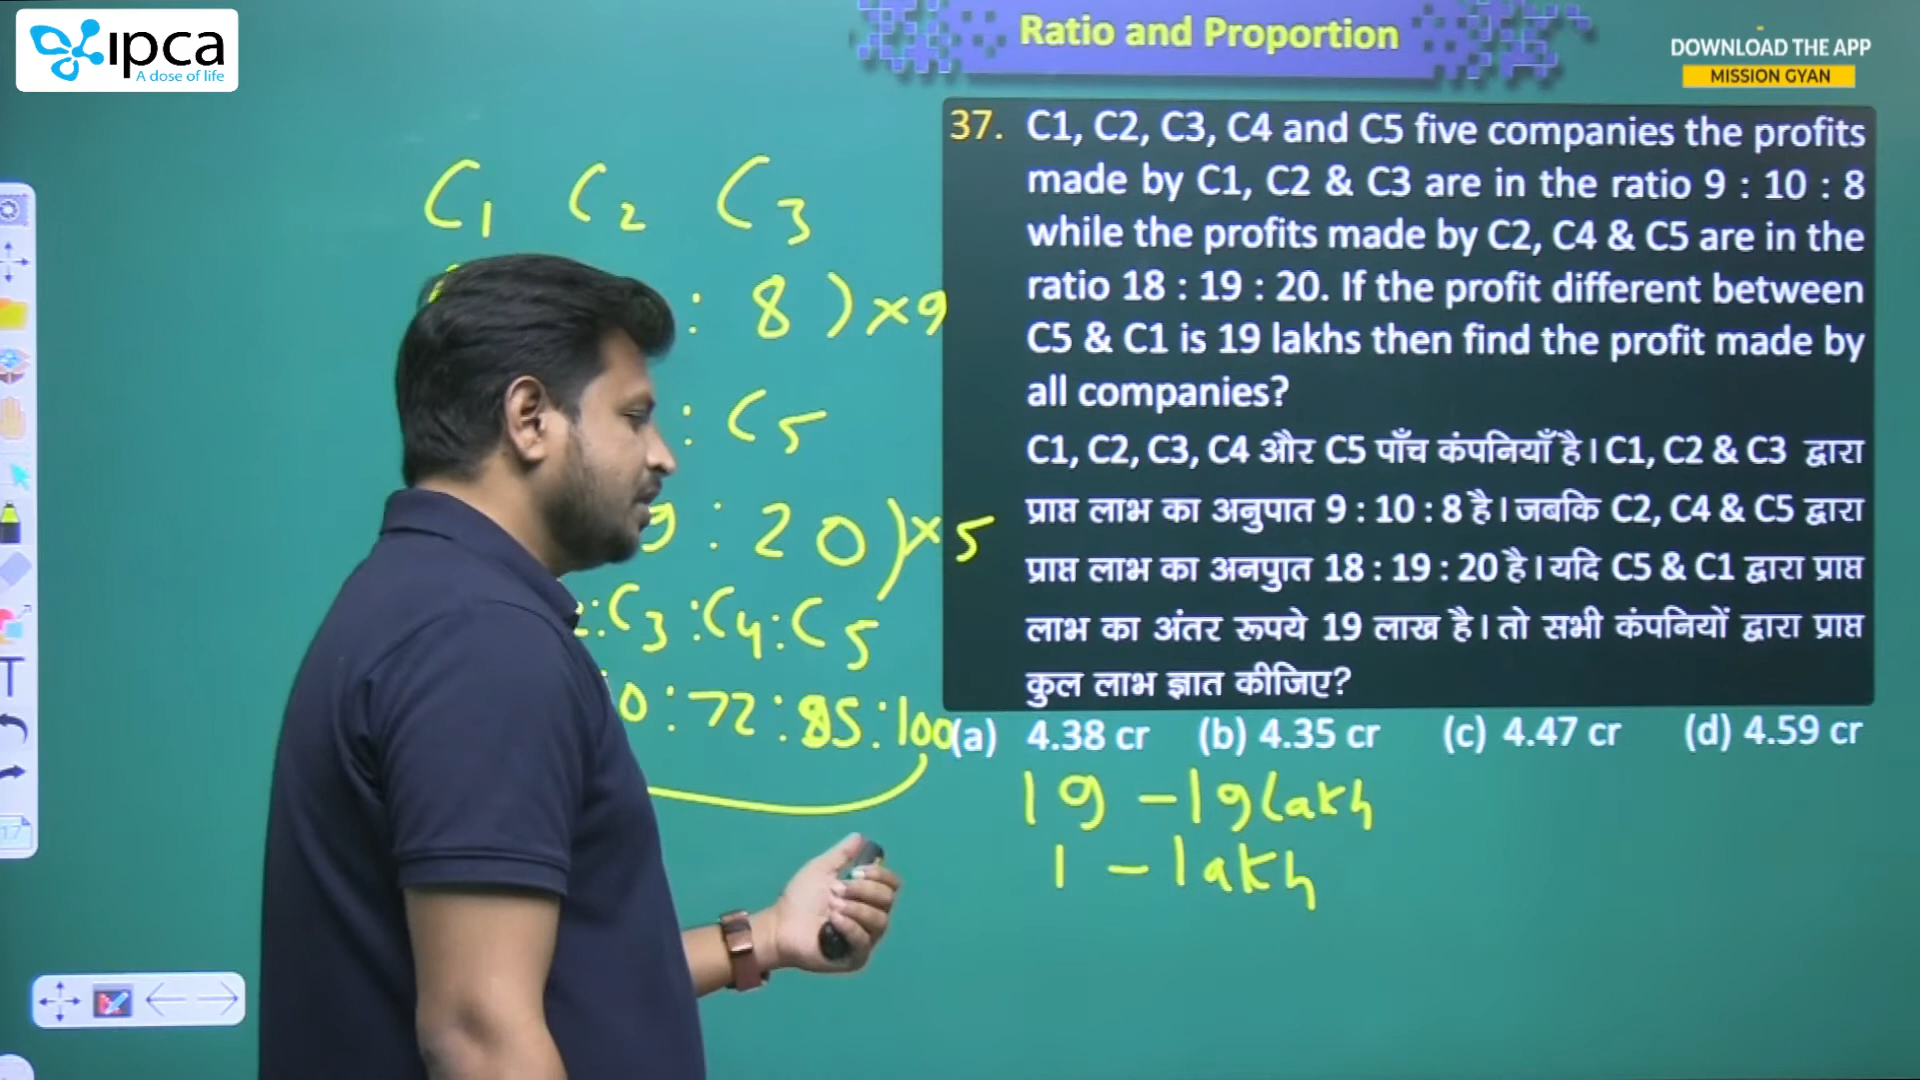 ipca
A dose of life
Ratio and Proportion
DOWNLOAD THE APP
MISSION GYAN
37. C1, C2, C3, C4 and C5 five companies the profits
made by C1, C2 & C3 are in the ratio 9 : 10 : 8
while the profits made by C2, C4 & C5 are in the
ratio 18 : 19 : 20. If the profit different between
C5 & C1 is 19 lakhs then find the profit made by
all companies?
C1, C2, C3, C4 और C5 पाँच कंपनियाँ है। C1, C2 & C3 द्वारा
प्राप्त लाभ का अनुपात 9 : 10 : 8 है। जबकि C2, C4 & C5 द्वारा
प्राप्त लाभ का अनपुात 18 : 19 : 20 है। यदि C5 & C1 द्वारा प्राप्त
लाभ का अंतर रूपये 19 लाख है। तो सभी कंपनियों द्वारा प्राप्त
कुल लाभ ज्ञात कीजिए?
(a) 4.38 cr (b) 4.35 cr (c) 4.47 cr (d) 4.59 cr
C1 C2 C3
: 8 ) ×9
: C5
: 20 ) ×5
: C3 : C4 : C5
0 : 72 : 95 : 100
19 – 19 Lakh
1 – 1 akh
T
17